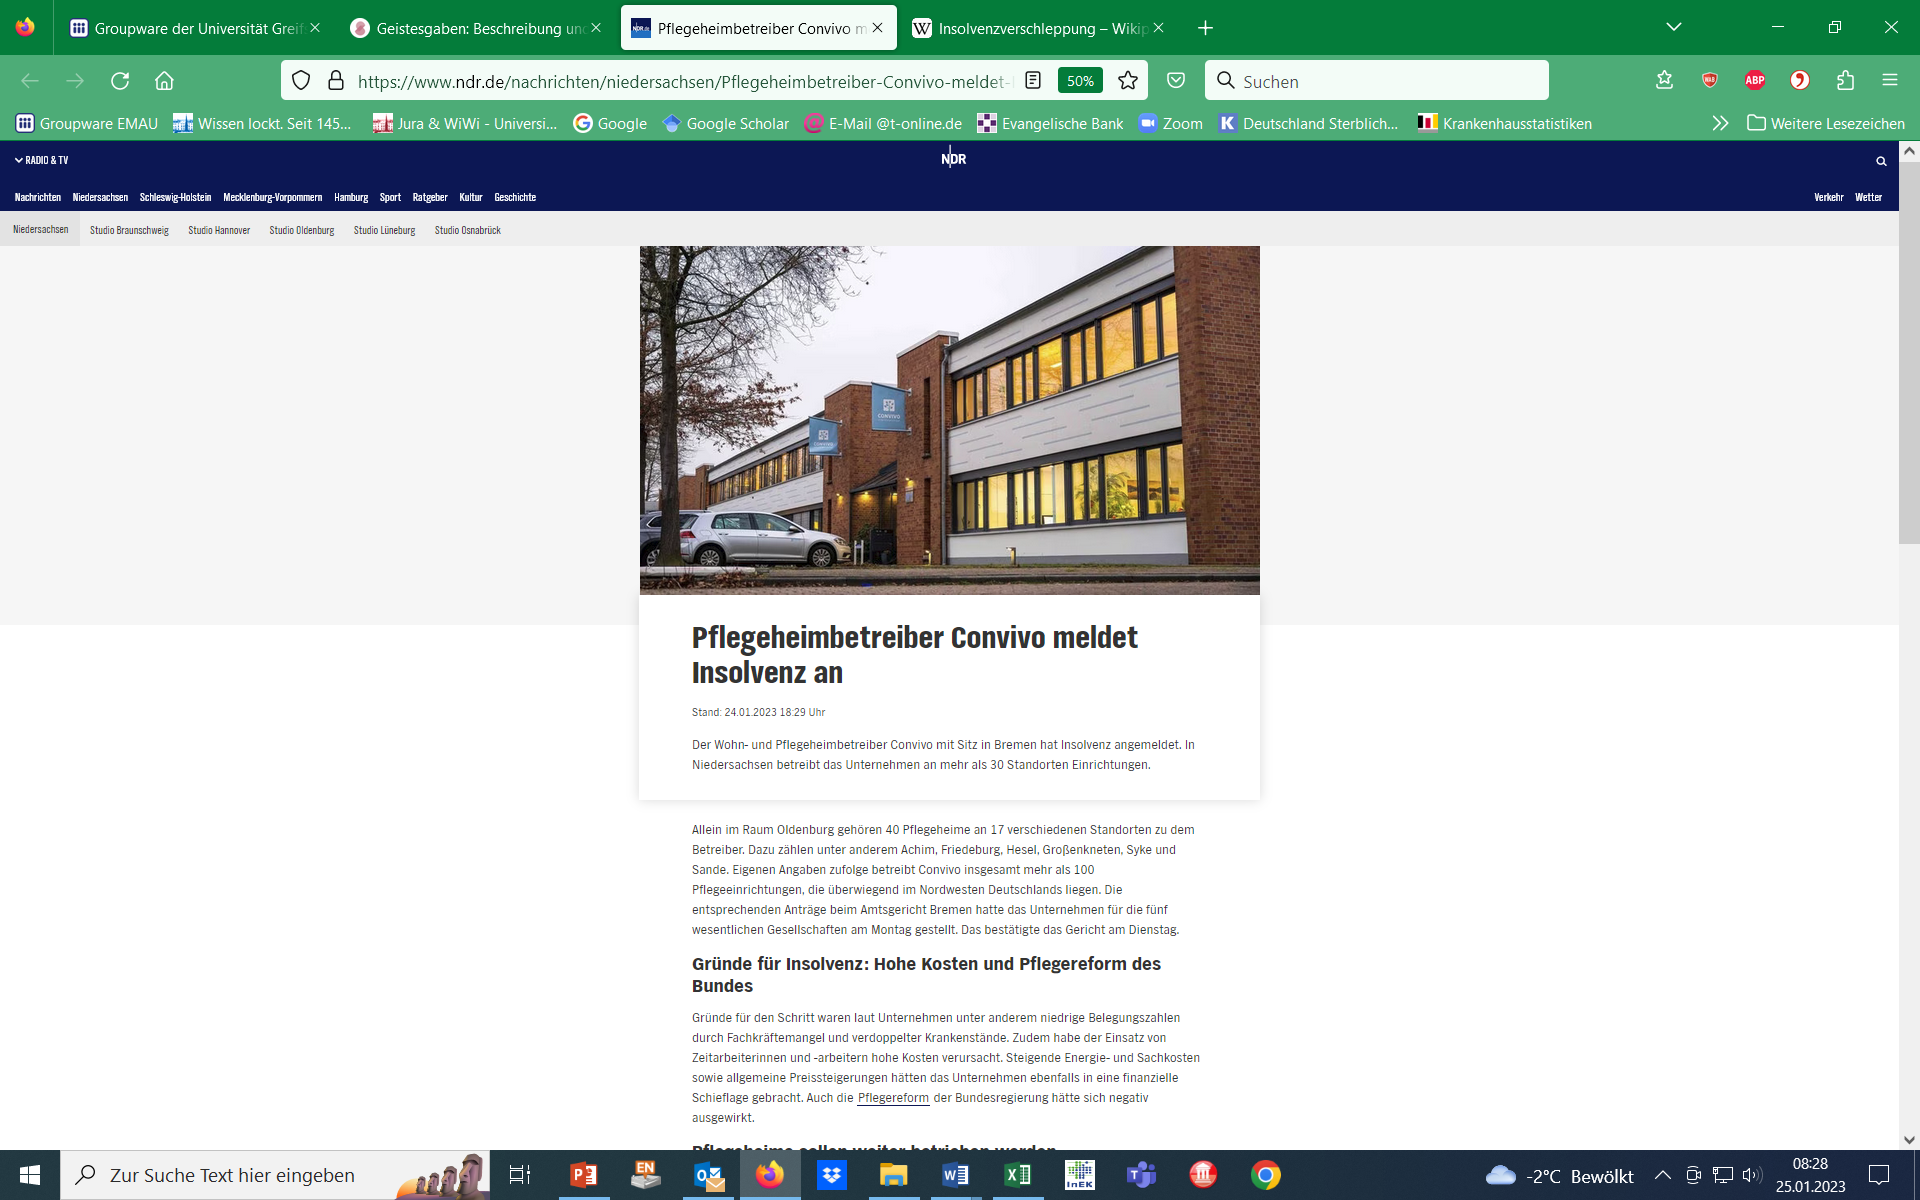 Groupware der Universität Greif
Geistesgaben: Beschreibung und
Pflegeheimbetreiber Convivo m
Insolvenzverschleppung – Wikip
https://www.ndr.de/nachrichten/niedersachsen/Pflegeheimbetreiber-Convivo-meldet-
50%
Suchen
Groupware EMAU
Wissen lockt. Seit 145...
Jura & WiWi - Universi...
Google
Google Scholar
E-Mail @t-online.de
Evangelische Bank
Zoom
Deutschland Sterblich...
Krankenhausstatistiken
Weitere Lesezeichen
RADIO & TV
NDR
Nachrichten Niedersachsen Schleswig-Holstein Mecklenburg-Vorpommern Hamburg Sport Ratgeber Kultur Geschichte
Verkehr Wetter
Niedersachsen Studio Braunschweig Studio Hannover Studio Oldenburg Studio Lüneburg Studio Osnabrück
CONVIVO
Pflegeheimbetreiber Convivo meldet
Insolvenz an
Stand: 24.01.2023 18:29 Uhr
Der Wohn- und Pflegeheimbetreiber Convivo mit Sitz in Bremen hat Insolvenz angemeldet. In
Niedersachsen betreibt das Unternehmen an mehr als 30 Standorten Einrichtungen.
Allein im Raum Oldenburg gehören 40 Pflegeheime an 17 verschiedenen Standorten zu dem
Betreiber. Dazu zählen unter anderem Achim, Friedeburg, Hesel, Großenkneten, Syke und
Sande. Eigenen Angaben zufolge betreibt Convivo insgesamt mehr als 100
Pflegeeinrichtungen, die überwiegend im Nordwesten Deutschlands liegen. Die
entsprechenden Anträge beim Amtsgericht Bremen hatte das Unternehmen für die fünf
wesentlichen Gesellschaften am Montag gestellt. Das bestätigte das Gericht am Dienstag.
Gründe für Insolvenz: Hohe Kosten und Pflegereform des
Bundes
Gründe für den Schritt waren laut Unternehmen unter anderem niedrige Belegungszahlen
durch Fachkräftemangel und verdoppelter Krankenstände. Zudem habe der Einsatz von
Zeitarbeiterinnen und -arbeitern hohe Kosten verursacht. Steigende Energie- und Sachkosten
sowie allgemeine Preissteigerungen hätten das Unternehmen ebenfalls in eine finanzielle
Schieflage gebracht. Auch die Pflegereform der Bundesregierung hätte sich negativ
ausgewirkt.
Pflegeheime sollen weiter betrieben werden
Zur Suche Text hier eingeben
EN
InEK
-2°C Bewölkt
08:28
25.01.2023